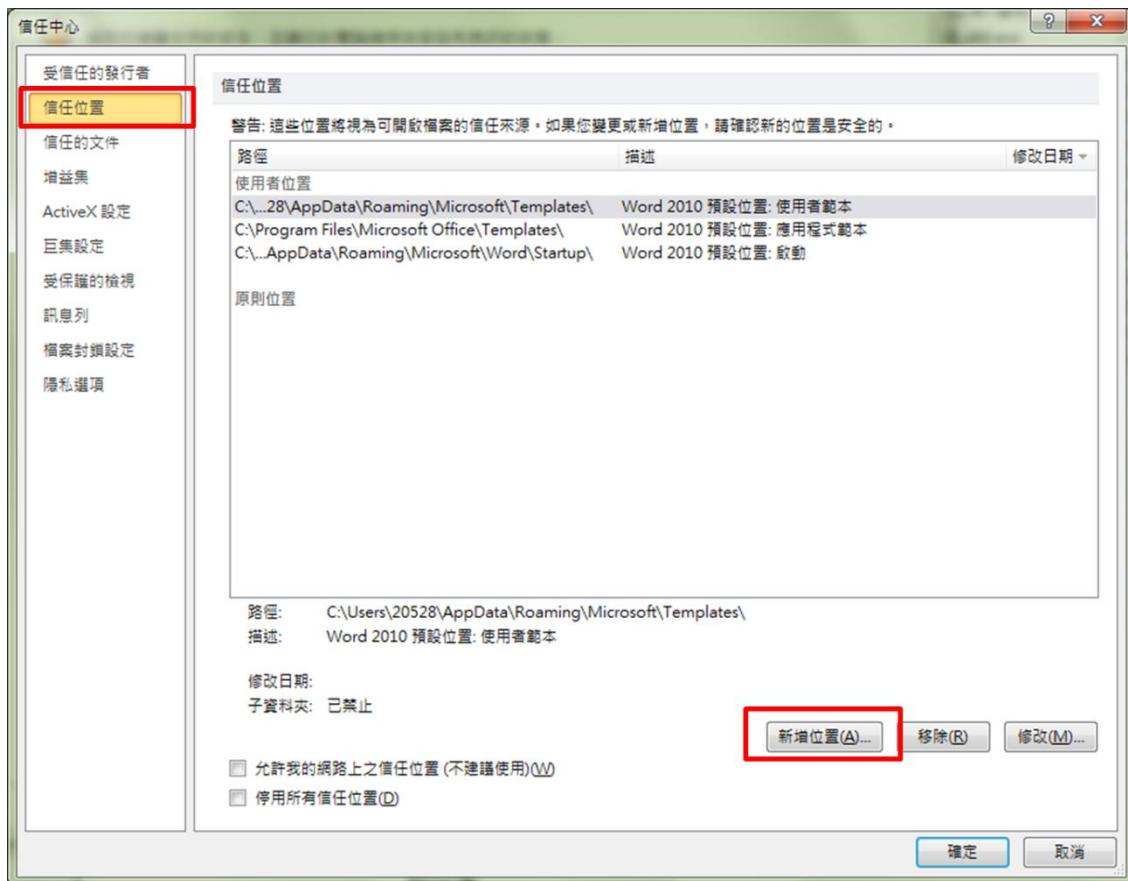 信任中心
受信任的發行者
信任位置
信任的文件
增益集
ActiveX 設定
巨集設定
受保護的檢視
訊息列
檔案封鎖設定
隱私選項
信任位置
警告: 這些位置將視為可開啟檔案的信任來源。如果您變更或新增位置，請確認新的位置是安全的。
路徑 描述 修改日期
使用者位置
C:\...28\AppData\Roaming\Microsoft\Templates\ Word 2010 預設位置: 使用者範本
C:\Program Files\Microsoft Office\Templates\ Word 2010 預設位置: 應用程式範本
C:\...AppData\Roaming\Microsoft\Word\Startup\ Word 2010 預設位置: 啟動
原則位置
路徑: C:\Users\20528\AppData\Roaming\Microsoft\Templates\
描述: Word 2010 預設位置: 使用者範本
修改日期:
子資料夾: 已禁止
新增位置(A)... 移除(R) 修改(M)...
允許我的網路上之信任位置 (不建議使用)(W)
停用所有信任位置(D)
確定 取消